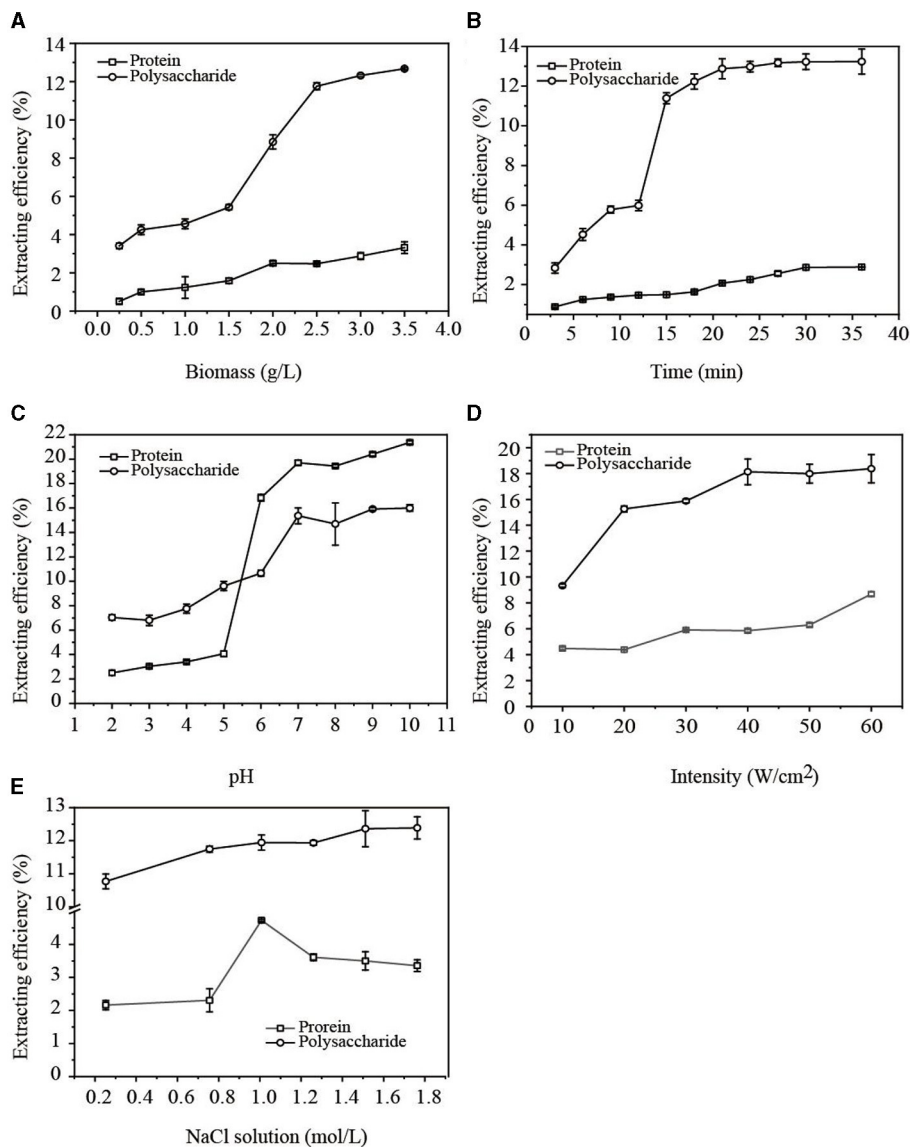 A
Extracting efficiency (%)
14
12
10
8
6
4
2
0
Protein
Polysaccharide
0.0 0.5 1.0 1.5 2.0 2.5 3.0 3.5 4.0
Biomass (g/L)
B
Extracting efficiency (%)
14
12
10
8
6
4
2
Protein
Polysaccharide
0 5 10 15 20 25 30 35 40
Time (min)
C
Extracting efficiency (%)
22
20
18
16
14
12
10
8
6
4
2
0
Protein
Polysaccharide
1 2 3 4 5 6 7 8 9 10 11
pH
D
Extracting efficiency (%)
20
18
16
14
12
10
8
6
4
2
0
Protein
Polysaccharide
0 10 20 30 40 50 60
Intensity (W/cm2)
E
Extracting efficiency (%)
13
12
11
10
4
3
2
1
0
Prorein
Polysaccharide
0.2 0.4 0.6 0.8 1.0 1.2 1.4 1.6 1.8
NaCl solution (mol/L)